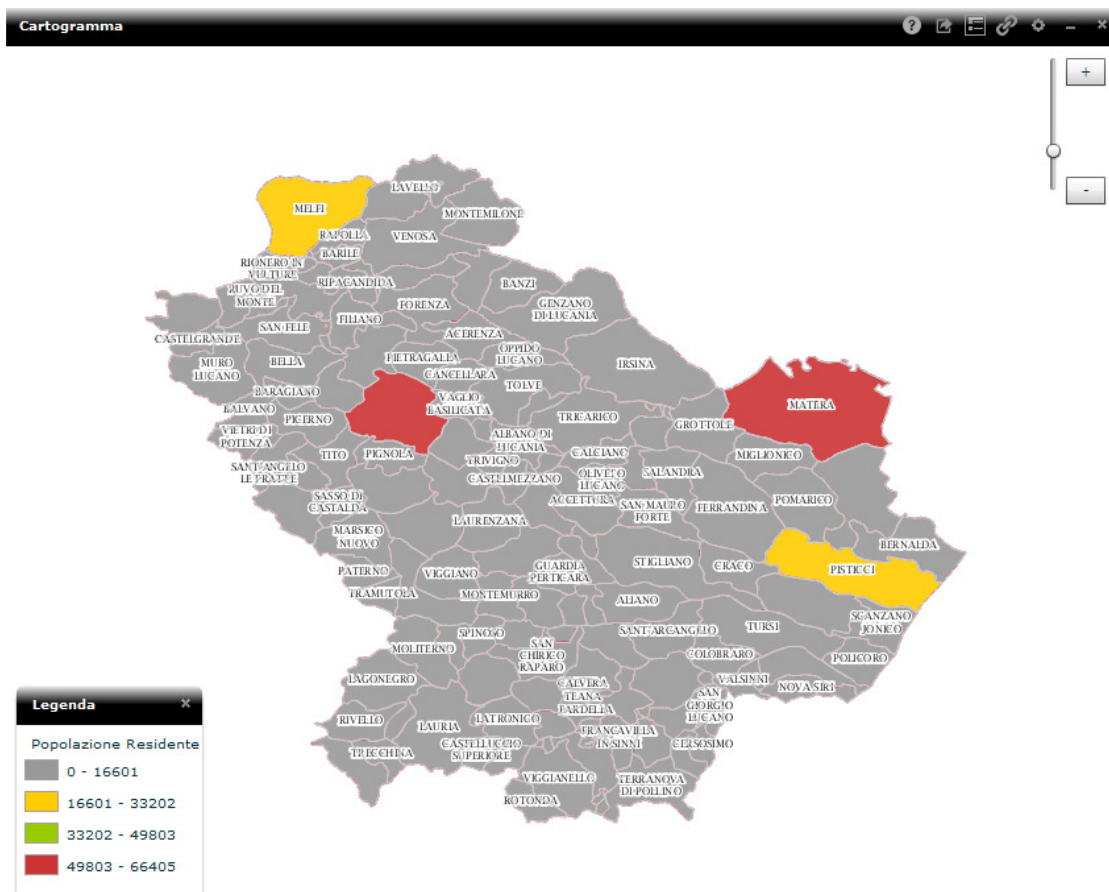 Cartogramma
+
-
LAVELLO
MELFI
MONTEMILONE
RAPOLLA
VENOSA
BARILE
RIONERO IN
VULTURE
RIPACANDIDA
BANZI
RUVO DEL
MONTE
FORENZA
GENZANO
DI LUCANIA
SAN FELE
FILIANO
CASTELGRANDE
ACERENZA
MURO
LUCANO
BELLA
PIETRAGALLA
OPPIDO
LUCANO
IRSINA
CANCELLARA
TOLVE
BARAGIANO
VAGLIO
BASILICATA
MATERA
BALVANO
PICERNO
TRICARICO
GROTTOLE
VIETRI DI
POTENZA
ALBANO DI
LUCANIA
TITO
PIGNOLA
TRIVIGNO
CALCIANO
MIGLIONICO
SANT'ANGELO
LE FRATTE
CASTELMEZZANO
OLIVETO
LUCANO
SALANDRA
SASSO DI
CASTALDA
ACCETTURA
SAN MAURO
FORTE
FERRANDINA
POMARICO
LAURENZANA
MARSICO
NUOVO
BERNALDA
STIGLIANO
CRACO
PISTICCI
PATERNO
VIGGIANO
GUARDIA
PERTICARA
TRAMUTOLA
MONTEMURRO
ALIANO
SCANZANO
JONICO
SPINOSO
SANT'ARCANGELO
TURSI
MOLITERNO
SAN
CHIRICO
RAPARO
COLOBRARO
POLICORO
LAGONEGRO
CALVERA
TEANA
FARDELLA
VALSINNI
NOVA SIRI
SAN
GIORGIO
LUCANO
RIVELLO
LAURIA
LATRONICO
FRANCAVILLA
IN SINNI
CERSOSIMO
TRECCHINA
CASTELLUCCIO
SUPERIORE
VIGGIANELLO
TERRANOVA
DI POLLINO
ROTONDA
Legenda
Popolazione Residente
0 - 16601
16601 - 33202
33202 - 49803
49803 - 66405